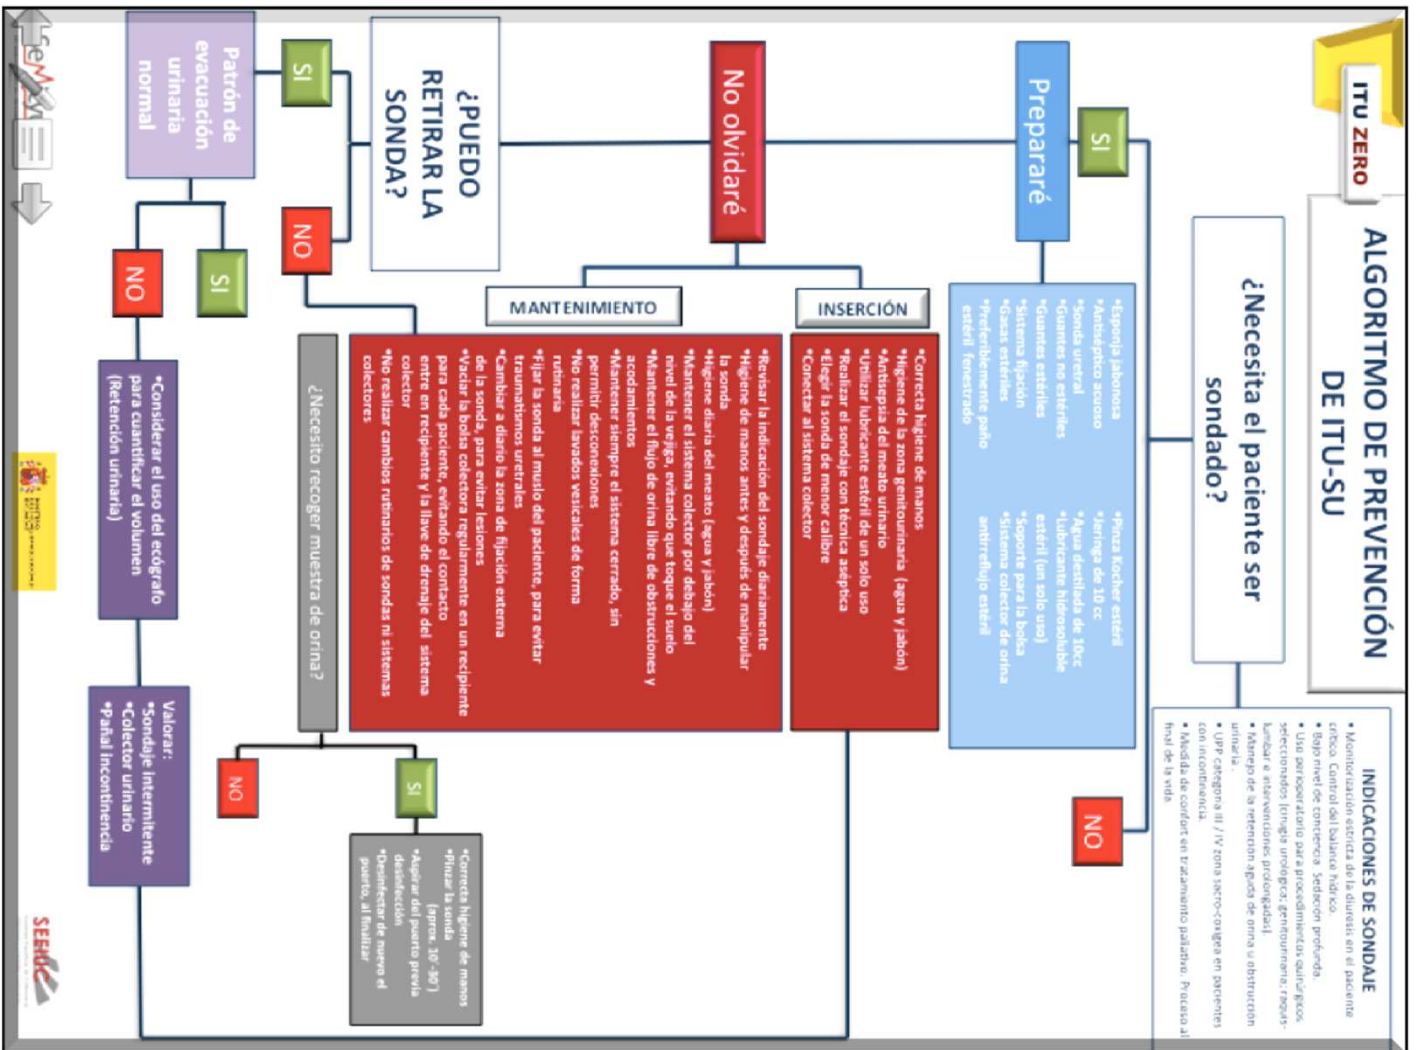 ITU ZERO
ALGORITMO DE PREVENCIÓN
DE ITU-SU
¿Necesita el paciente ser
sondado?
INDICACIONES DE SONDAJE
• Monitorización estricta de la diuresis en el paciente
crítico. Control del balance hídrico.
• Bajo nivel de conciencia. Sedación profunda.
• Uso perioperatorio para procedimientos quirúrgicos
seleccionados (cirugía urológica; genitourinaria; raquis-
lumbar e intervenciones prolongadas).
• Manejo de la retención aguda de orina u obstrucción
urinaria.
• UPP categoría III / IV zona sacro-coxígea en pacientes
con incontinencia.
• Medida de confort en tratamiento paliativo. Proceso al
final de la vida.
SI
NO
Prepararé
•Esponja jabonosa
•Antiséptico acuoso
•Sonda uretral
•Guantes no estériles
•Guantes estériles
•Sistema fijación
•Gasas estériles
•Preferiblemente paño
estéril fenestrado
•Pinza Kocher estéril
•Jeringa de 10 cc
•Agua destilada de 10cc
•Lubricante hidrosoluble
estéril (un solo uso)
•Soporte para la bolsa
•Sistema colector de orina
antirreflujo estéril
No olvidaré
INSERCIÓN
•Correcta higiene de manos
•Higiene de la zona genitourinaria (agua y jabón)
•Antisepsia del meato urinario
•Utilizar lubricante estéril de un solo uso
•Realizar el sondaje con técnica aséptica
•Elegir la sonda de menor calibre
•Conectar al sistema colector
MANTENIMIENTO
•Revisar la indicación del sondaje diariamente
•Higiene de manos antes y después de manipular
la sonda
•Higiene diaria del meato (agua y jabón)
•Mantener el sistema colector por debajo del
nivel de la vejiga, evitando que toque el suelo
•Mantener el flujo de orina libre de obstrucciones y
acodamientos
•Mantener siempre el sistema cerrado, sin
permitir desconexiones
•No realizar lavados vesicales de forma
rutinaria
•Fijar la sonda al muslo del paciente, para evitar
traumatismos uretrales
•Cambiar a diario la zona de fijación externa
de la sonda, para evitar lesiones
•Vaciar la bolsa colectora regularmente en un recipiente
para cada paciente, evitando el contacto
entre en recipiente y la llave de drenaje del sistema
colector
•No realizar cambios rutinarios de sondas ni sistemas
colectores
¿PUEDO
RETIRAR LA
SONDA?
SI
NO
¿Necesito recoger muestra de orina?
SI
NO
•Correcta higiene de manos
•Pinzar la sonda
(aprox. 10´-30´)
•Aspirar del puerto previa
desinfección
•Desinfectar de nuevo el
puerto, al finalizar
Patrón de
evacuación
urinaria
normal
SI
NO
•Considerar el uso del ecógrafo
para cuantificar el volumen
(Retención urinaria)
Valorar:
•Sondaje intermitente
•Colector urinario
•Pañal incontinencia
SEEIUC